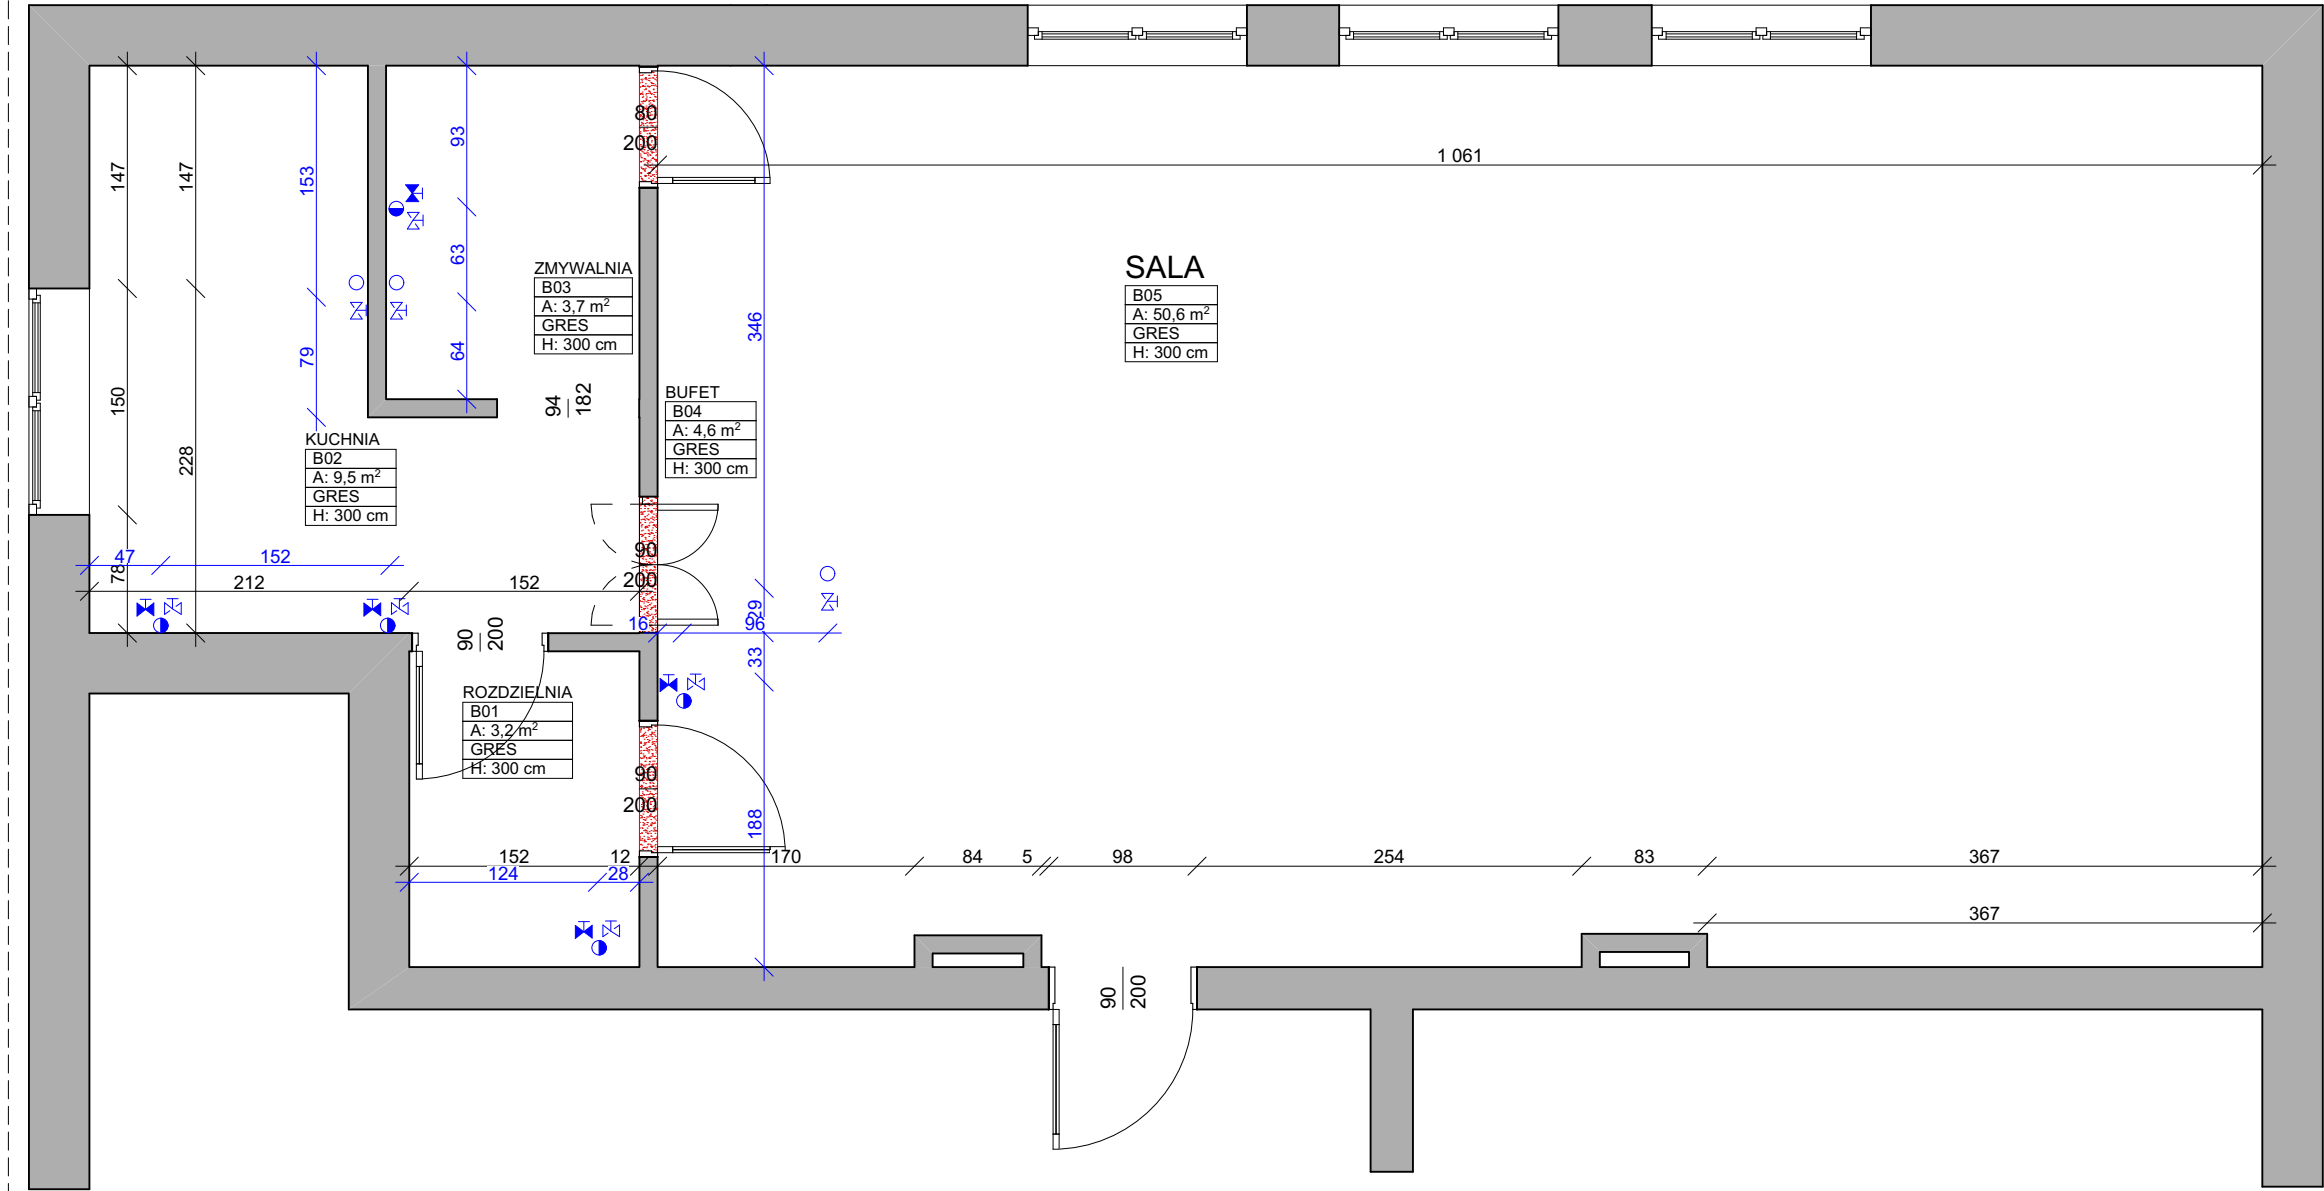 80
200
93
147
147
153
1 061
63
ZMYWALNIA
B03
A: 3,7 m²
GRES
H: 300 cm
SALA
B05
A: 50,6 m²
GRES
H: 300 cm
346
79
64
150
94
182
BUFET
B04
A: 4,6 m²
GRES
H: 300 cm
KUCHNIA
B02
A: 9,5 m²
GRES
H: 300 cm
228
47
152
78
212
152
90
200
29
16
96
90
200
33
ROZDZIELNIA
B01
A: 3,2 m²
GRES
H: 300 cm
90
200
188
152
12
170
84
5
98
254
83
367
124
28
367
90
200